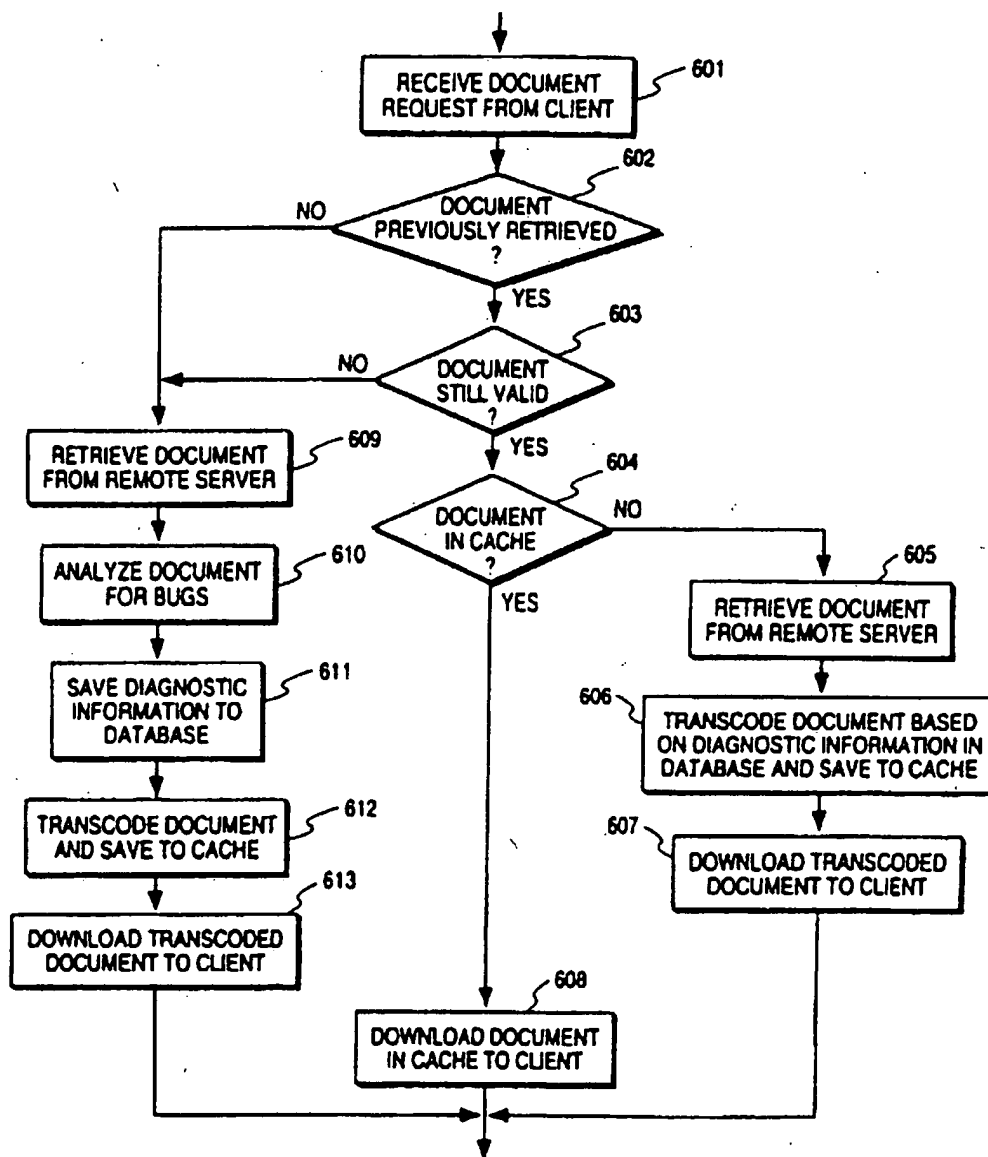 RECEIVE DOCUMENT
REQUEST FROM CLIENT
601
602
DOCUMENT
PREVIOUSLY RETRIEVED
?
NO
YES
603
DOCUMENT
STILL VALID
?
NO
YES
609
RETRIEVE DOCUMENT
FROM REMOTE SERVER
604
DOCUMENT
IN CACHE
?
NO
YES
610
ANALYZE DOCUMENT
FOR BUGS
605
RETRIEVE DOCUMENT
FROM REMOTE SERVER
611
SAVE DIAGNOSTIC
INFORMATION TO
DATABASE
606
TRANSCODE DOCUMENT BASED
ON DIAGNOSTIC INFORMATION IN
DATABASE AND SAVE TO CACHE
612
TRANSCODE DOCUMENT
AND SAVE TO CACHE
607
DOWNLOAD TRANSCODED
DOCUMENT TO CLIENT
613
DOWNLOAD TRANSCODED
DOCUMENT TO CLIENT
608
DOWNLOAD DOCUMENT
IN CACHE TO CLIENT